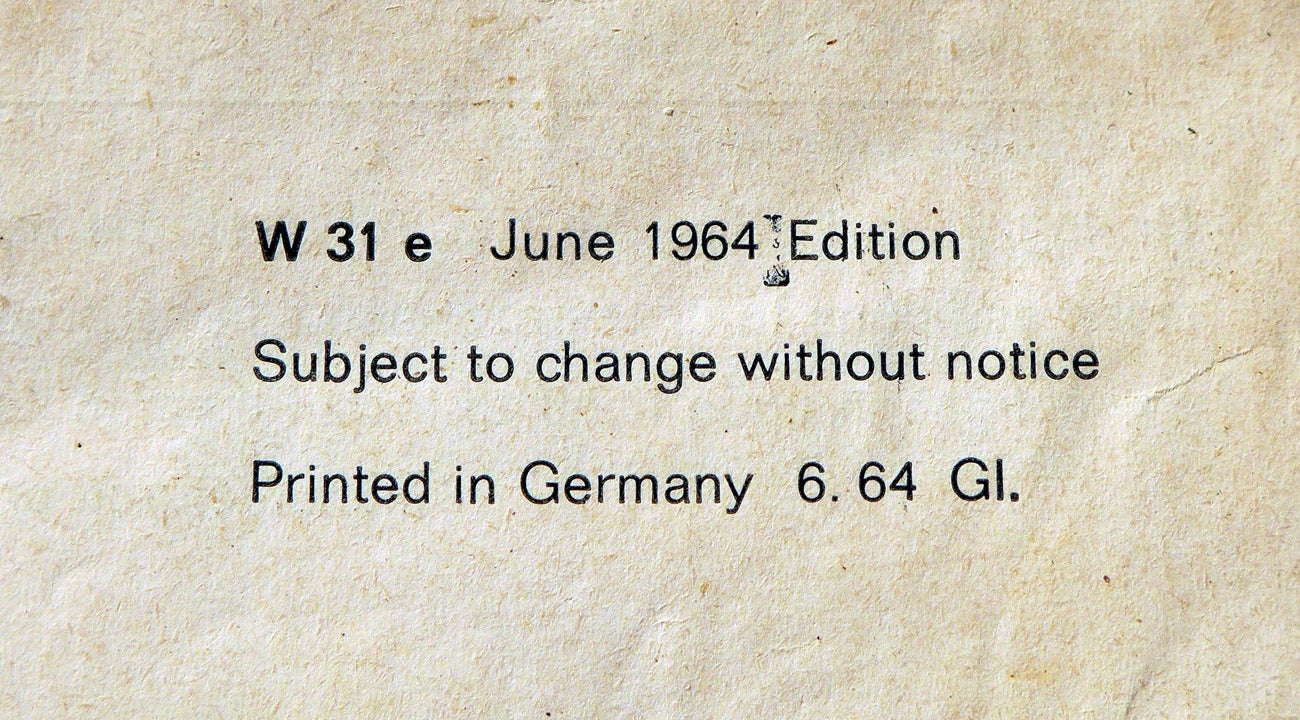 W 31 e June 1964 Edition
Subject to change without notice
Printed in Germany 6. 64 Gl.